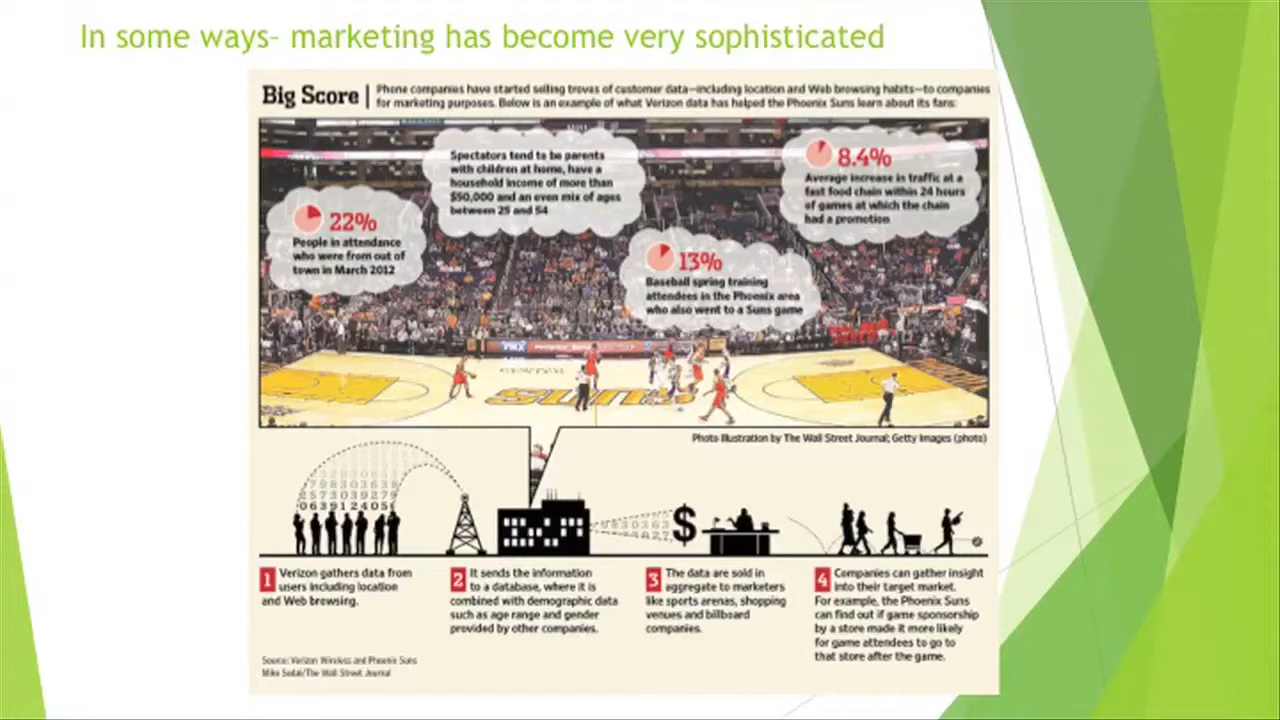 In some ways– marketing has become very sophisticated
Big Score
Phone companies have started selling troves of customer data—including location and Web browsing habits—to companies
for marketing purposes. Below is an example of what Verizon data has helped the Phoenix Suns learn about its fans:
22%
People in attendance
who were from out of
town in March 2012
Spectators tend to be parents
with children at home, have a
household income of more than
$50,000 and an even mix of ages
between 25 and 54
13%
Baseball spring training
attendees in the Phoenix area
who also went to a Suns game
8.4%
Average increase in traffic at a
fast food chain within 24 hours
of games at which the chain
had a promotion
SUNS
Photo illustration by The Wall Street Journal; Getty Images (photo)
$
1 Verizon gathers data from
users including location
and Web browsing.
2 It sends the information
to a database, where it is
combined with demographic data
such as age range and gender
provided by other companies.
3 The data are sold in
aggregate to marketers
like sports arenas, shopping
venues and billboard
companies.
4 Companies can gather insight
into their target market.
For example, the Phoenix Suns
can find out if game sponsorship
by a store made it more likely
for game attendees to go to
that store after the game.
Source: Verizon Wireless and Phoenix Suns
Mike Sudal/The Wall Street Journal